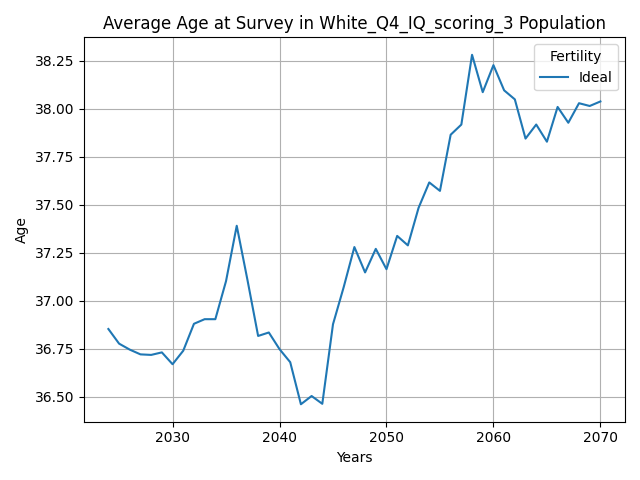 Average Age at Survey in White_Q4_IQ_scoring_3 Population
Fertility
Ideal
38.25
38.00
37.75
37.50
37.25
37.00
36.75
36.50
Age
2030
2040
2050
2060
2070
Years